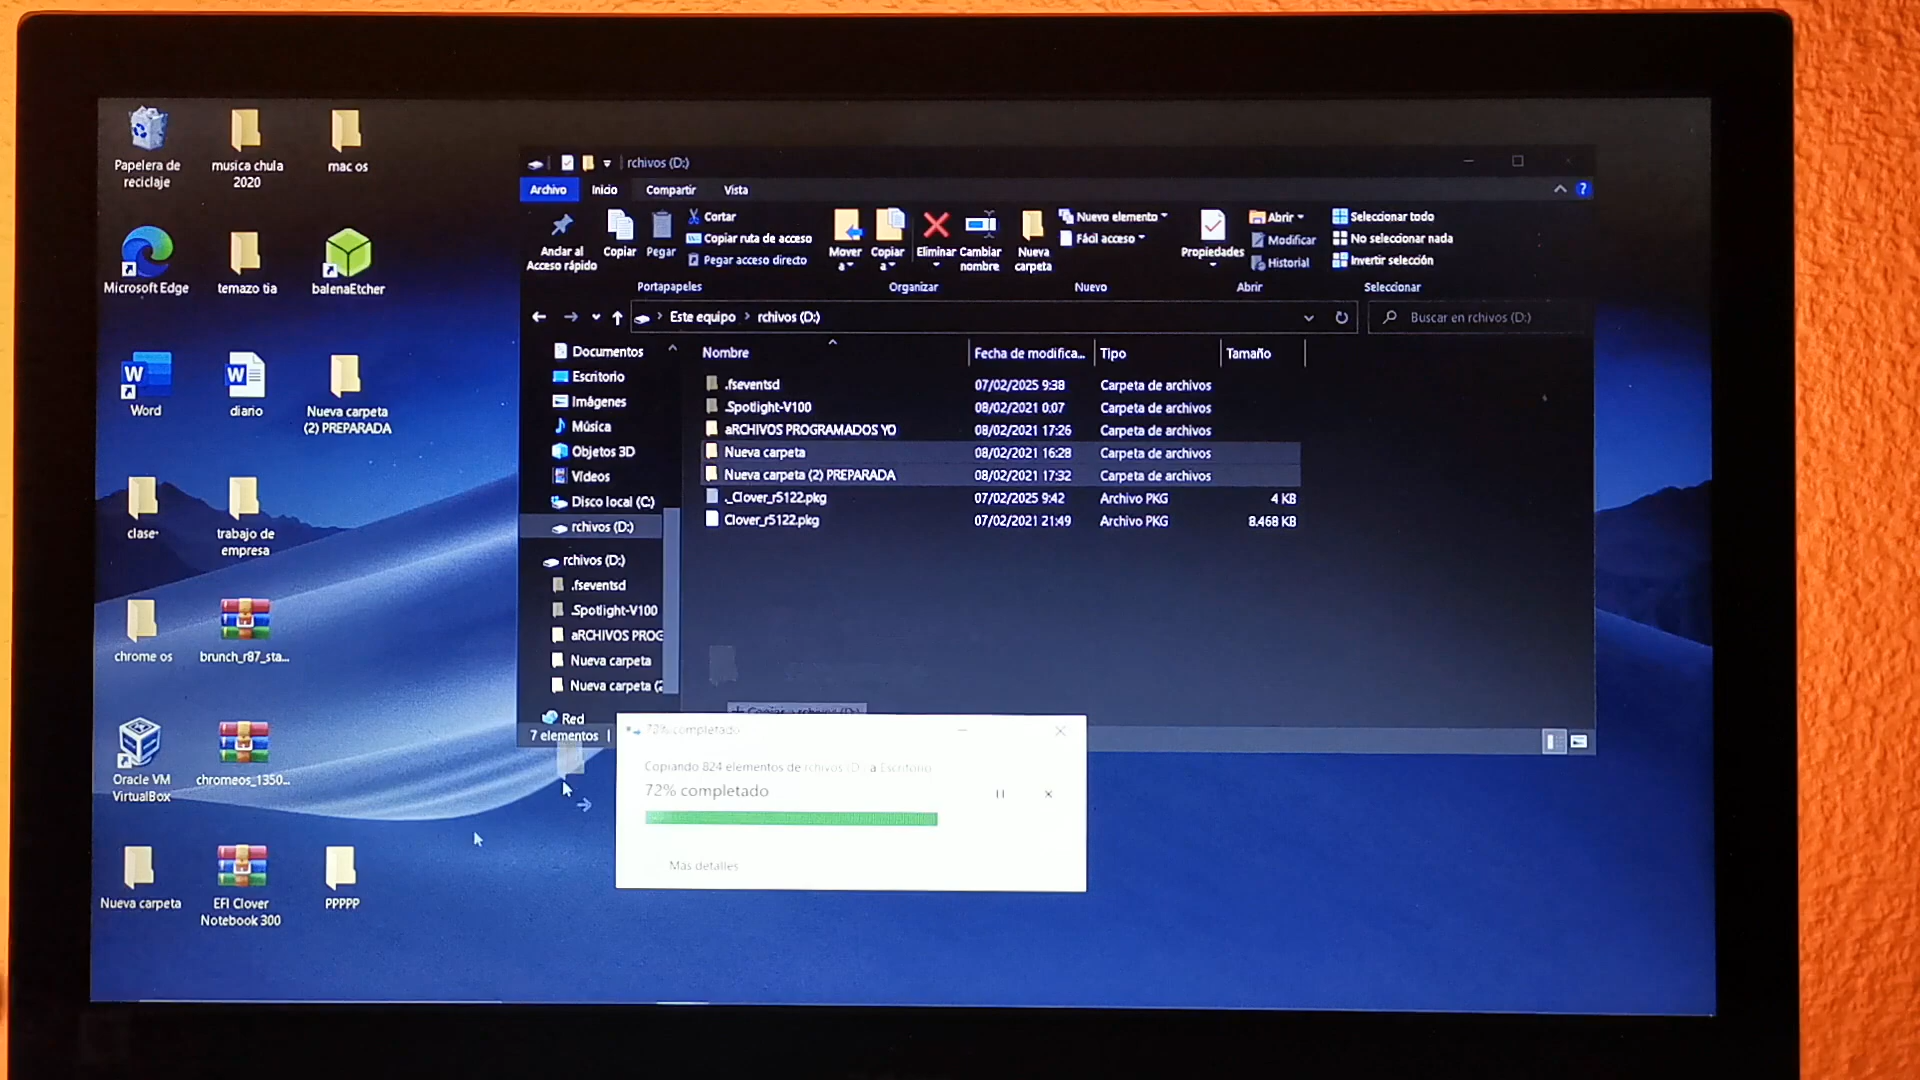 Papelera de
reciclaje
musica chula
2020
mac os
Microsoft Edge
temazo tia
balenaEtcher
Word
diario
Nueva carpeta
(2) PREPARADA
clase
trabajo de
empresa
chrome os
brunch_r87_sta...
Oracle VM
VirtualBox
chromeos_1350...
Nueva carpeta
EFI Clover
Notebook 300
PPPPP
rchivos (D:)
Archivo
Inicio
Compartir
Vista
?
Andar al
Acceso rápido
Copiar
Pegar
Cortar
Copiar ruta de acceso
Pegar acceso directo
Portapapeles
Mover
a
Copiar
a
Eliminar
Cambiar
nombre
Organizar
Nueva
carpeta
Nuevo elemento
Fácil acceso
Nuevo
Propiedades
Abrir
Modificar
Historial
Abrir
Seleccionar todo
No seleccionar nada
Invertir selección
Seleccionar
Este equipo > rchivos (D:)
Buscar en rchivos (D:)
Documentos
Escritorio
Imágenes
Música
Objetos 3D
Vídeos
Disco local (C:)
rchivos (D:)
rchivos (D:)
.fseventsd
.Spotlight-V100
aRCHIVOS PROG
Nueva carpeta
Nueva carpeta (2
Red
7 elementos
Nombre Fecha de modifica... Tipo Tamaño
.fseventsd 07/02/2025 9:38 Carpeta de archivos
.Spotlight-V100 08/02/2021 0:07 Carpeta de archivos
aRCHIVOS PROGRAMADOS YO 08/02/2021 17:26 Carpeta de archivos
Nueva carpeta 08/02/2021 16:28 Carpeta de archivos
Nueva carpeta (2) PREPARADA 08/02/2021 17:32 Carpeta de archivos
._Clover_r5122.pkg 07/02/2025 9:42 Archivo PKG 4 KB
Clover_r5122.pkg 07/02/2021 21:49 Archivo PKG 8.468 KB
72% completado
Copiando 824 elementos de rchivos (D:) a Escritorio
72% completado
Más detalles